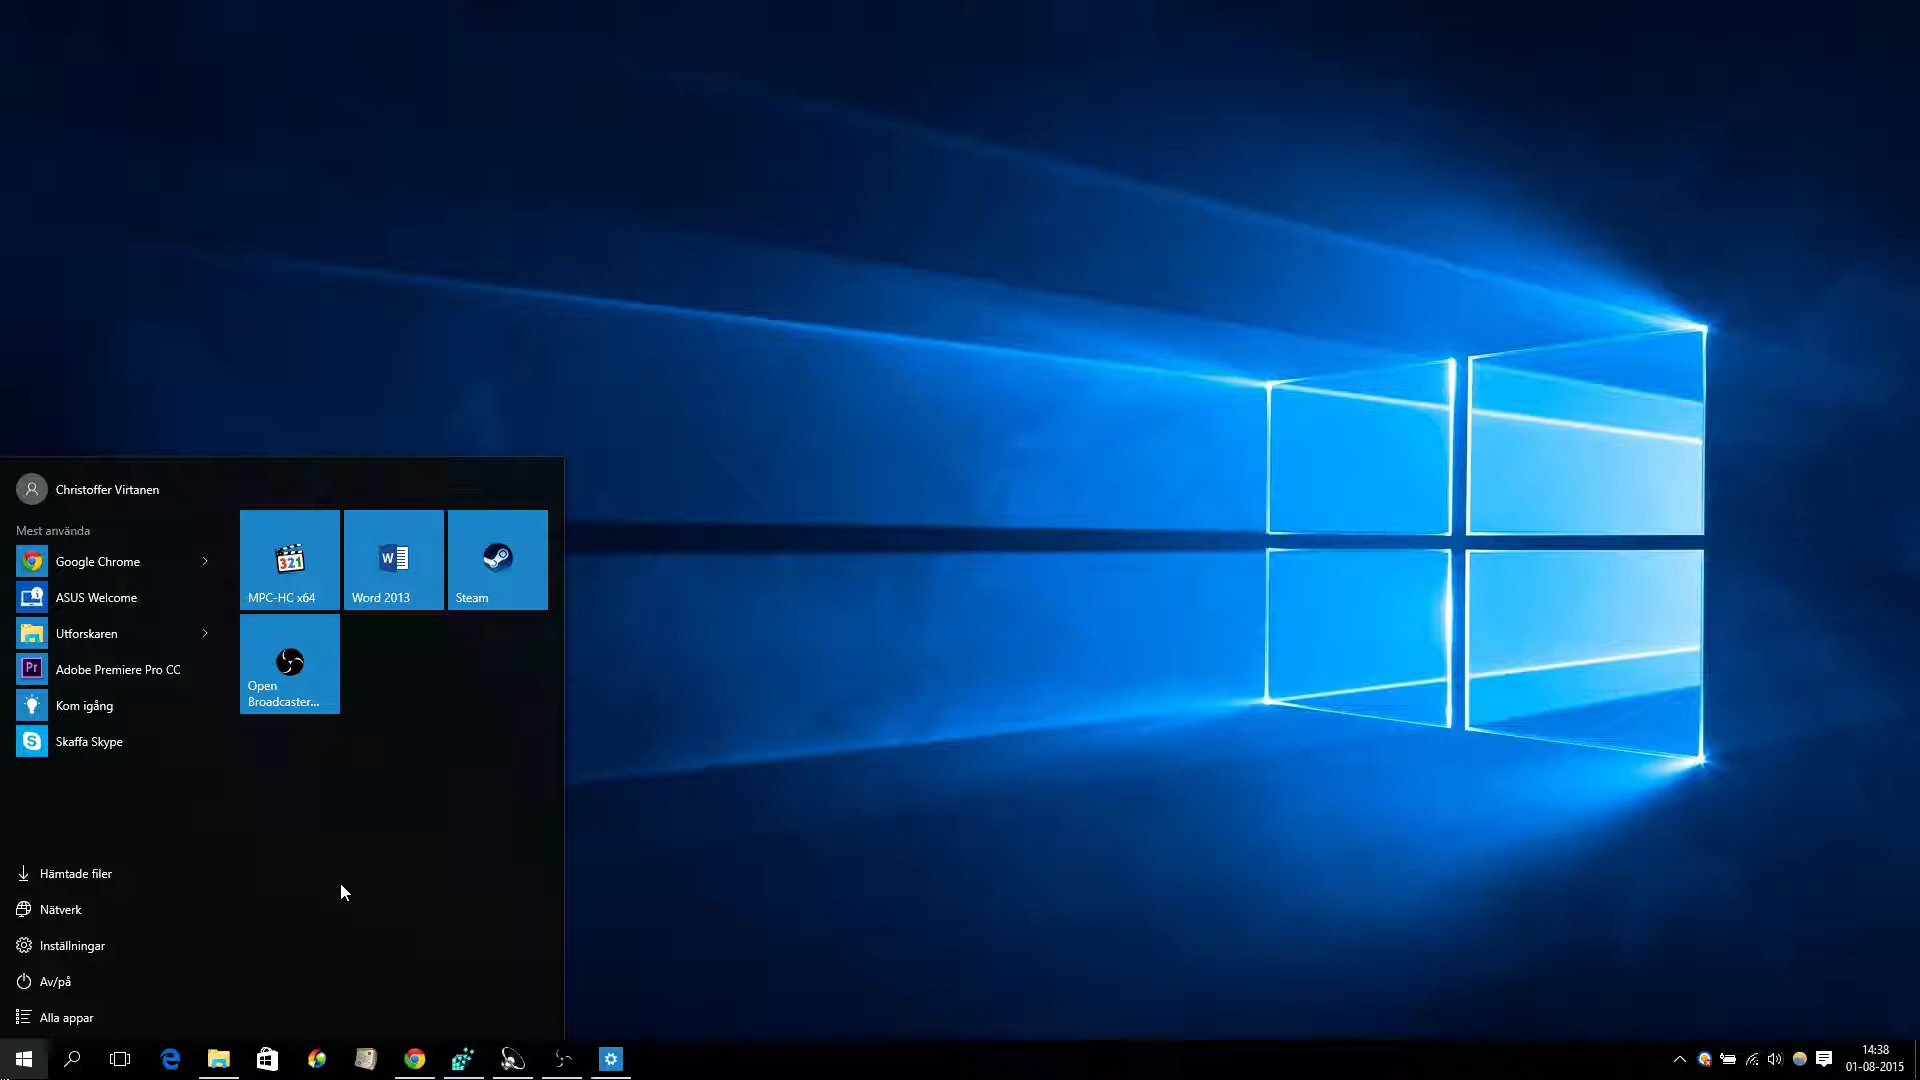 Christoffer Virtanen
Mest använda
Google Chrome
ASUS Welcome
Utforskaren
Pr
Adobe Premiere Pro CC
Kom igång
S
Skaffa Skype
321
MPC-HC x64
W
Word 2013
Steam
Open
Broadcaster...
Hämtade filer
Nätverk
Inställningar
Av/på
Alla appar
14:38
01-08-2015